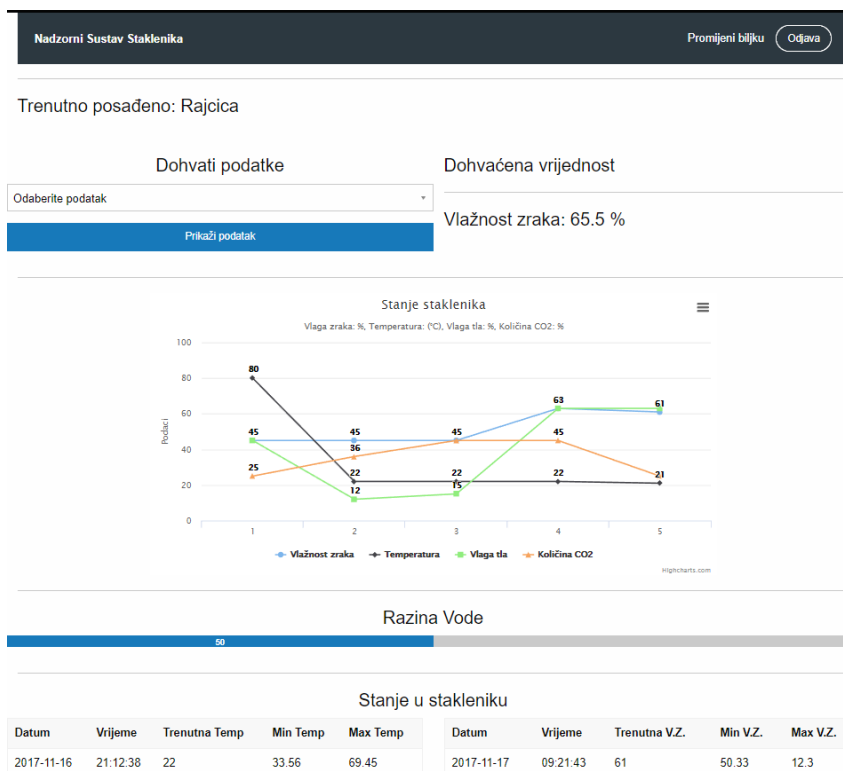 Nadzorni Sustav Staklenika Promijeni biljku Odjava
Trenutno posađeno: Rajcica
Dohvati podatke Dohvaćena vrijednost
Odaberite podatak
Vlažnost zraka: 65.5 %
Prikaži podatak
Stanje staklenika
Vlaga zraka: %, Temperatura: (°C), Vlaga tla: %, Količina CO2: %
100
80
60
40
20
0
Podaci
80
45 45 45 63 61
36 45
25 22 22 22 21
12 15
1 2 3 4 5
Vlažnost zraka Temperatura Vlaga tla Količina CO2
Highcharts.com
Razina Vode
50
Stanje u stakleniku
Datum Vrijeme Trenutna Temp Min Temp Max Temp Datum Vrijeme Trenutna V.Z. Min V.Z. Max V.Z.
2017-11-16 21:12:38 22 33.56 69.45 2017-11-17 09:21:43 61 50.33 12.3